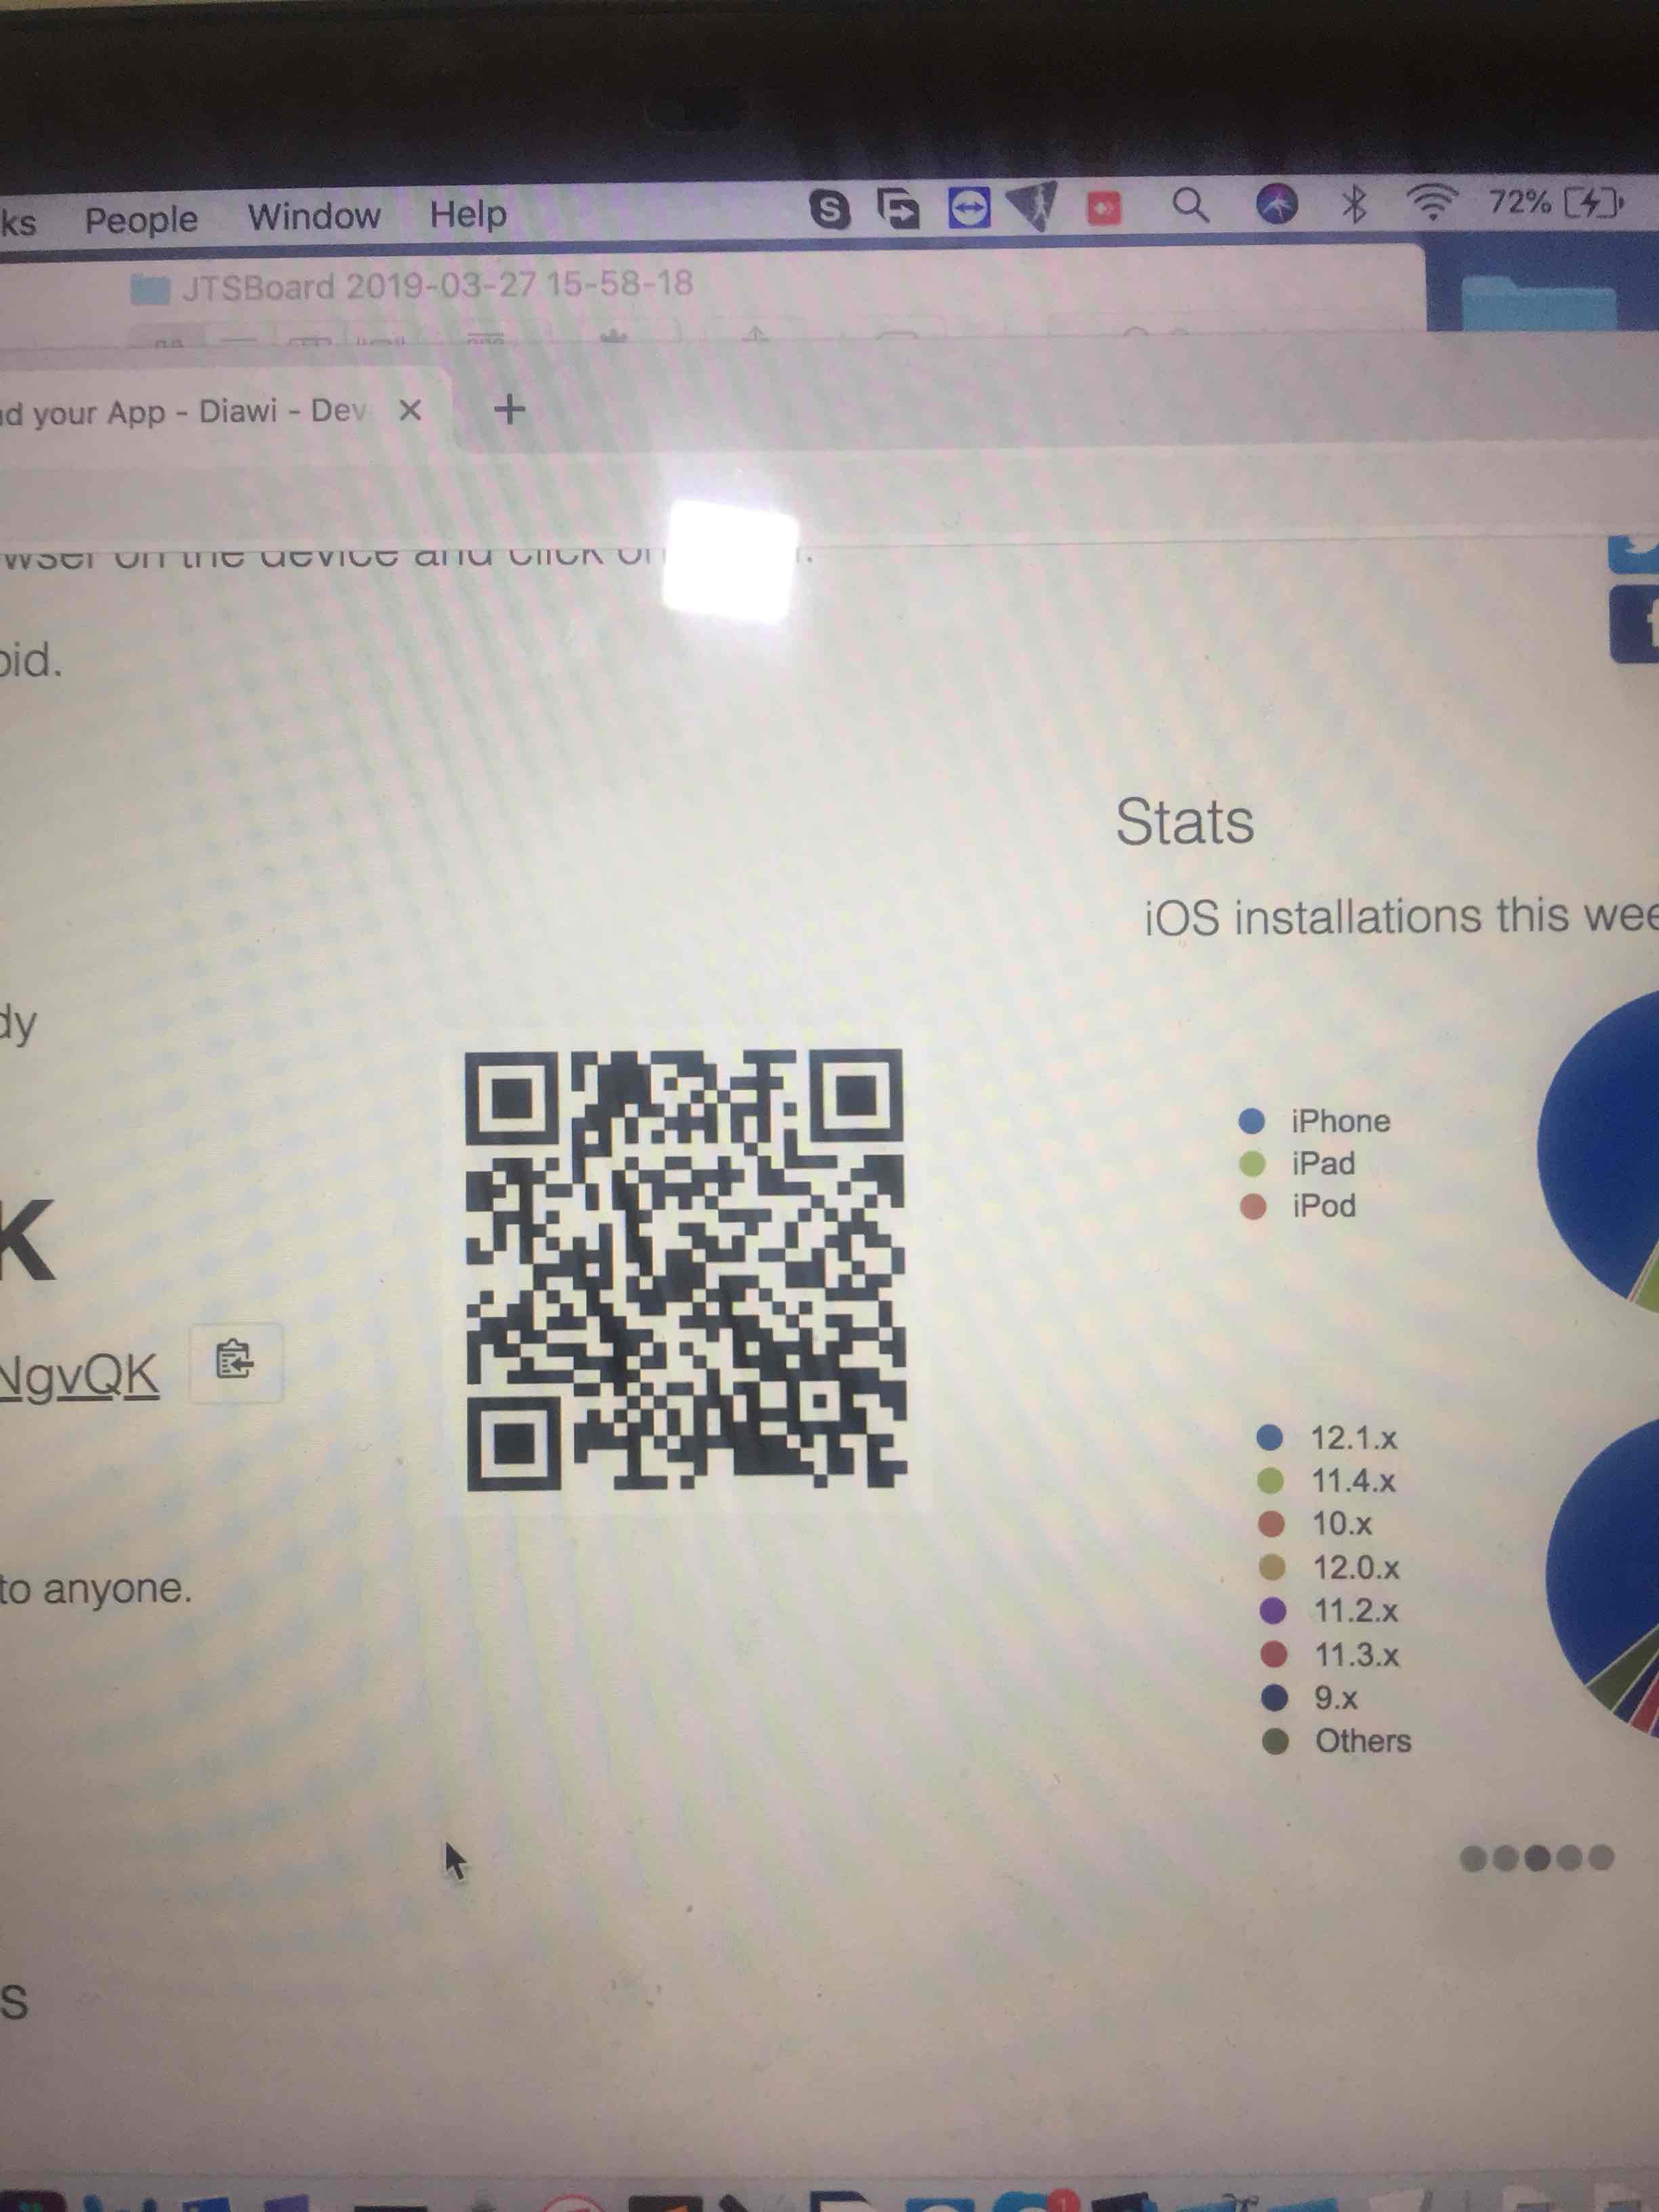 ks People Window Help 72%
JTSBoard 2019-03-27 15-58-18
nd your App - Diawi - Dev
wser on the device and click on
oid.
Stats
iOS installations this wee
dy
iPhone
iPad
iPod
K
NgvQK
12.1.x
11.4.x
10.x
12.0.x
11.2.x
11.3.x
9.x
Others
to anyone.
s